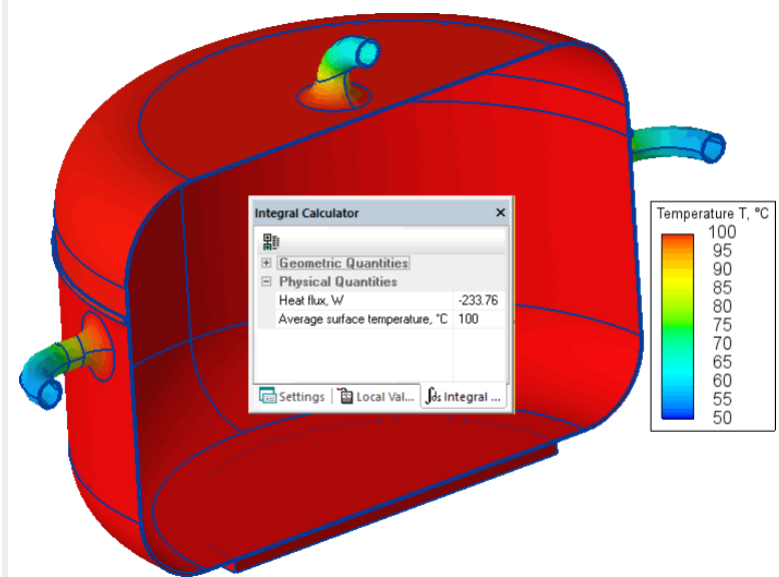 Integral Calculator
Geometric Quantities
Physical Quantities
Heat flux, W -233.76
Average surface temperature, °C 100
Settings Local Val... ∫ds Integral ...
Temperature T, °C
100
95
90
85
80
75
70
65
60
55
50